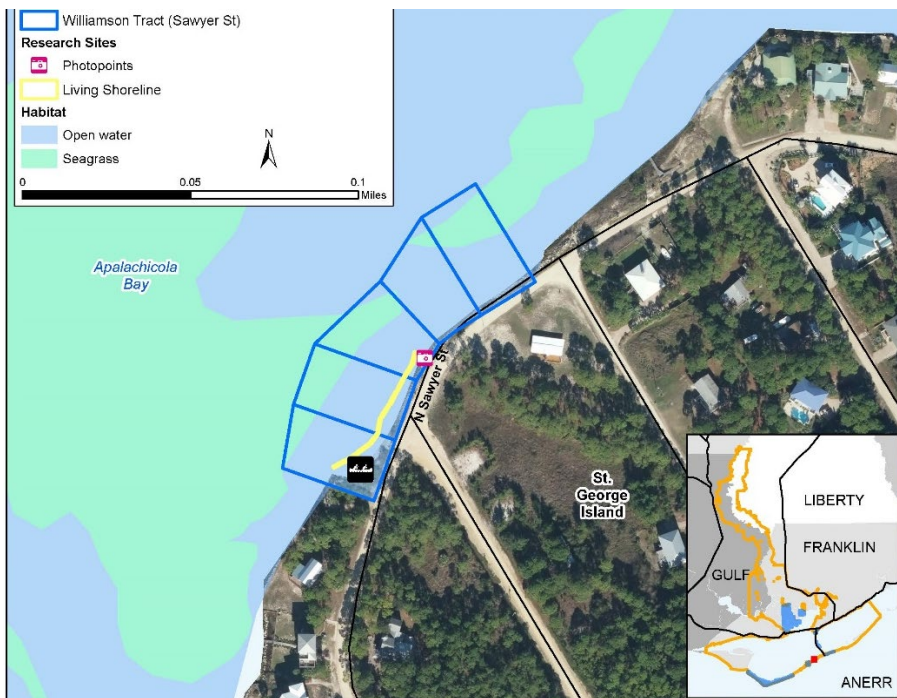 Williamson Tract (Sawyer St)
Research Sites
Photopoints
Living Shoreline
Habitat
Open water
Seagrass
N
0 0.05 0.1
Miles
Apalachicola
Bay
N Sawyer St
St.
George
Island
LIBERTY
FRANKLIN
GULF
ANERR